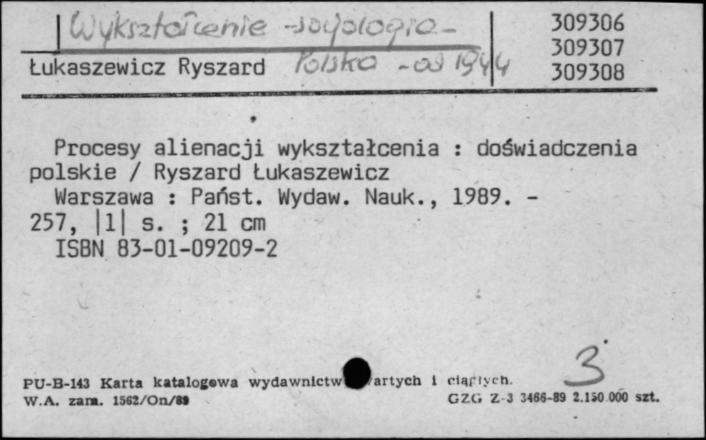 Wykształcenie - socjologia -
309306
309307
Łukaszewicz Ryszard Polska - od 1944
309308
Procesy alienacji wykształcenia : doświadczenia
polskie / Ryszard Łukaszewicz
Warszawa : Państ. Wydaw. Nauk., 1989. -
257, |1| s. ; 21 cm
ISBN 83-01-09209-2
3
PU-B-143 Karta katalogowa wydawnictw artych i ciągłych.
W.A. zam. 1562/On/89 GZG Z-3 3466-89 2.150.000 szt.